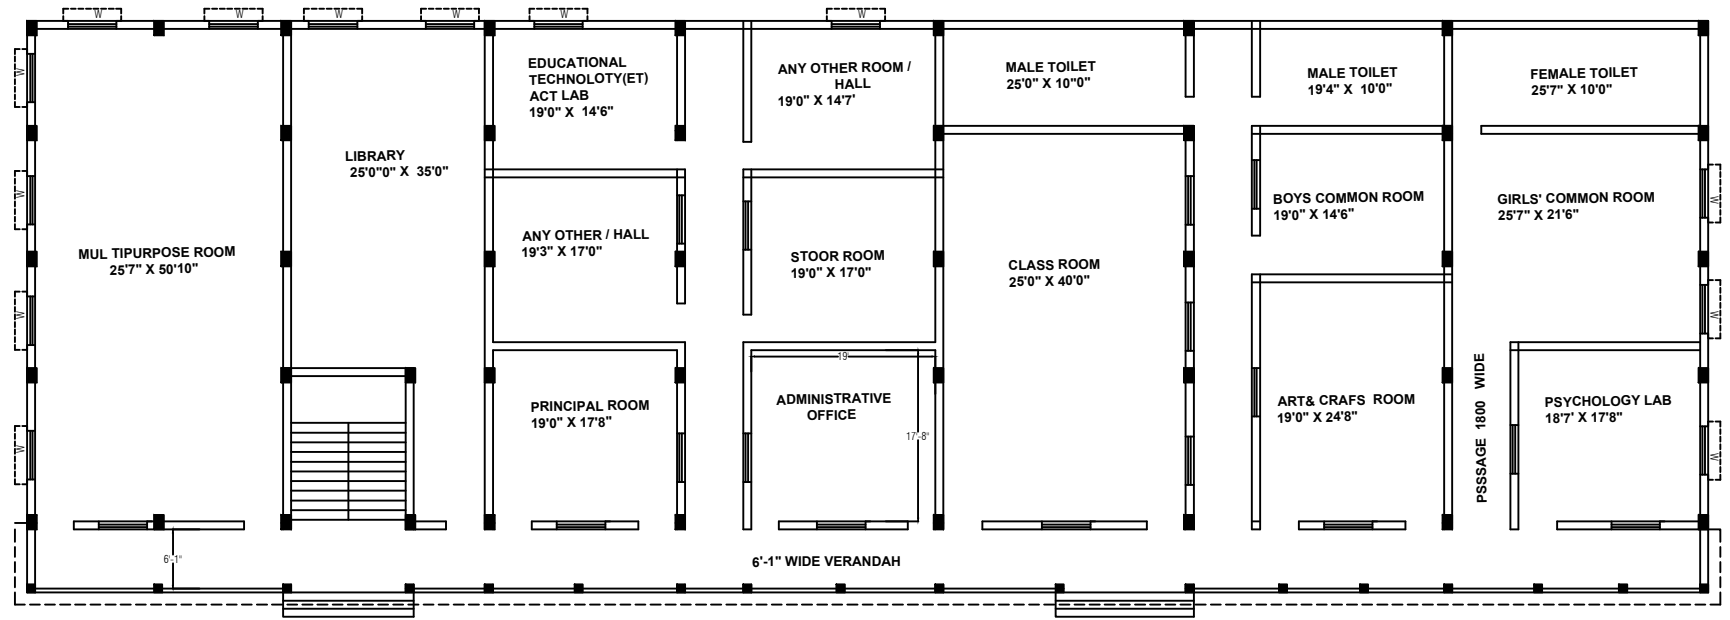 W
W
W
W
W
W
EDUCATIONAL
TECHNOLOTY(ET)
ACT LAB
19'0" X 14'6"
ANY OTHER ROOM /
HALL
19'0" X 14'7'
MALE TOILET
25'0" X 10"0"
MALE TOILET
19'4" X 10'0"
FEMALE TOILET
25'7" X 10'0"
W
LIBRARY
25'0"0" X 35'0"
W
BOYS COMMON ROOM
19'0" X 14'6"
GIRLS' COMMON ROOM
25'7" X 21'6"
W
MUL TIPURPOSE ROOM
25'7" X 50'10"
ANY OTHER / HALL
19'3" X 17'0"
STOOR ROOM
19'0" X 17'0"
CLASS ROOM
25'0" X 40'0"
W
W
19'
PRINCIPAL ROOM
19'0" X 17'8"
ADMINISTRATIVE
OFFICE
17'-8"
ART& CRAFS ROOM
19'0" X 24'8"
PSSSAGE 1800 WIDE
PSYCHOLOGY LAB
18'7' X 17'8"
W
W
6'-1"
6'-1" WIDE VERANDAH